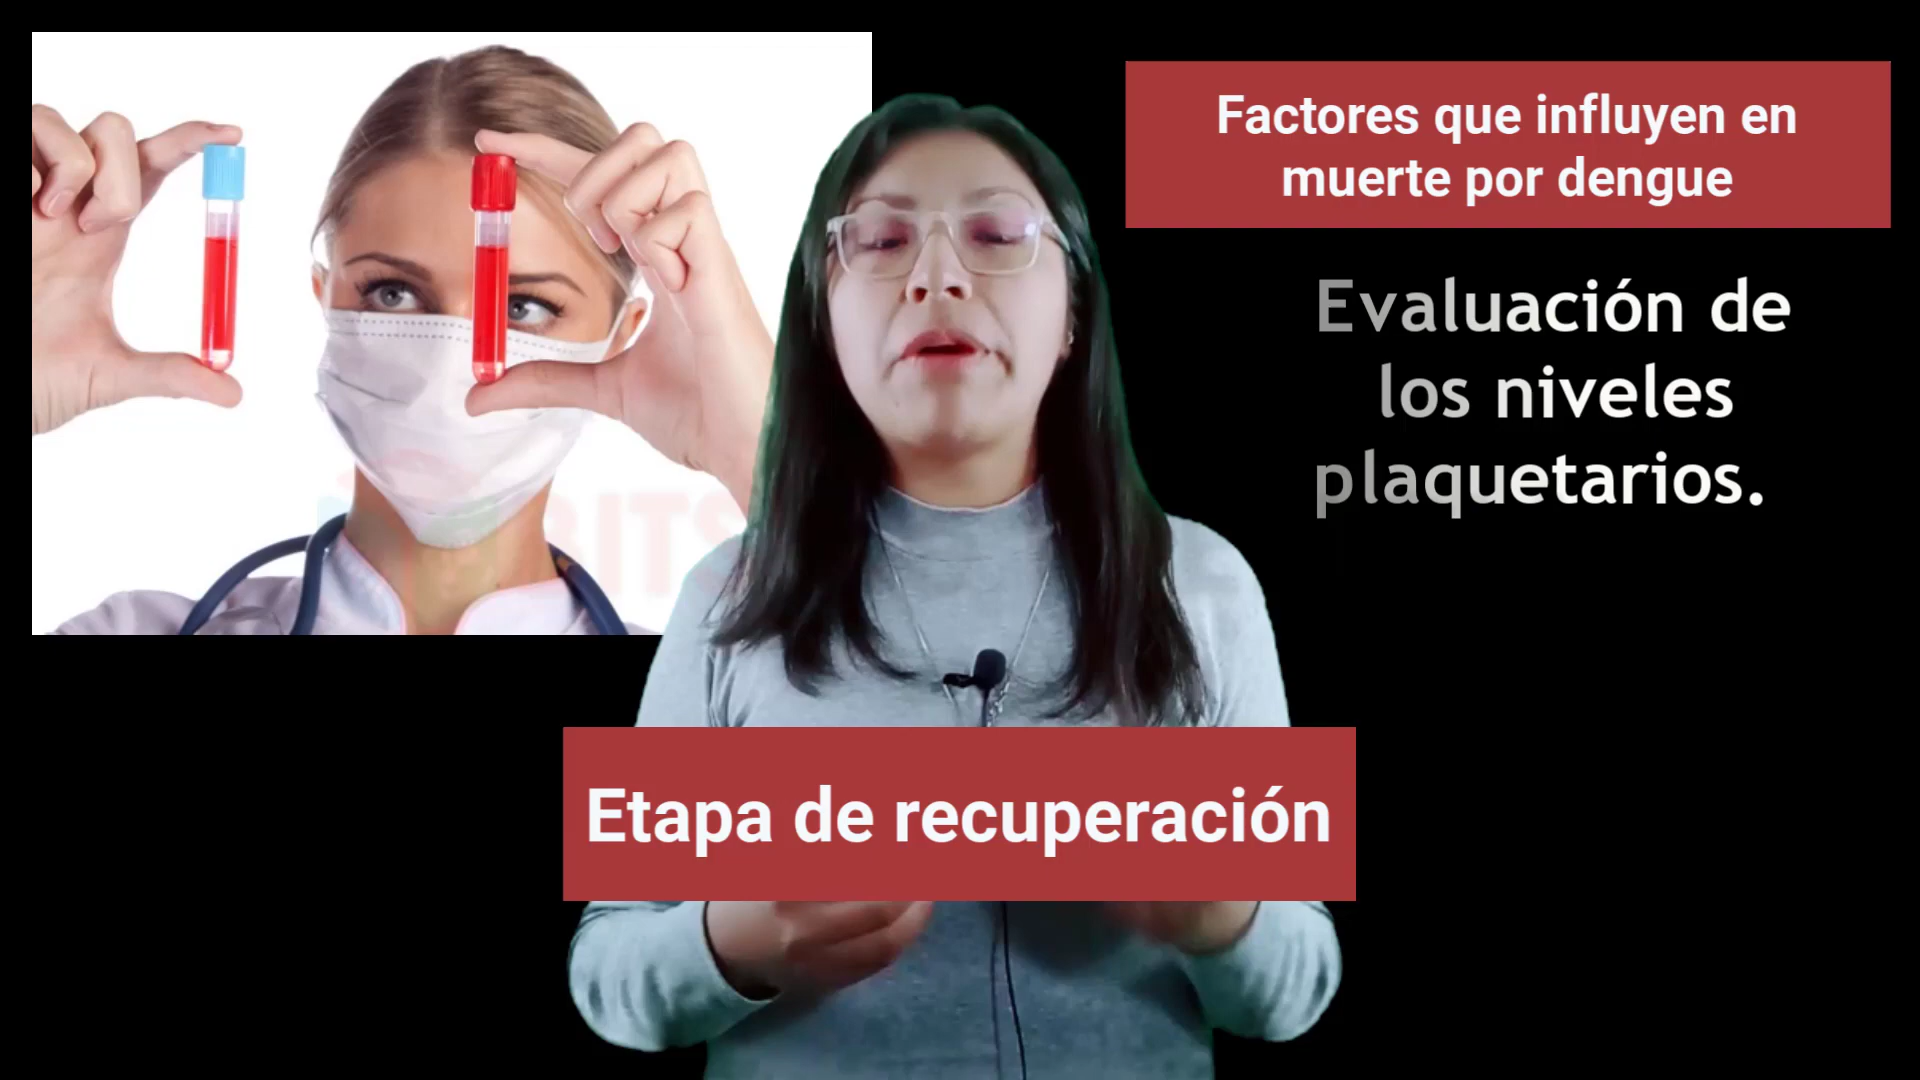 Factores que influyen en
muerte por dengue
Evaluación de
los niveles
plaquetarios.
Etapa de recuperación